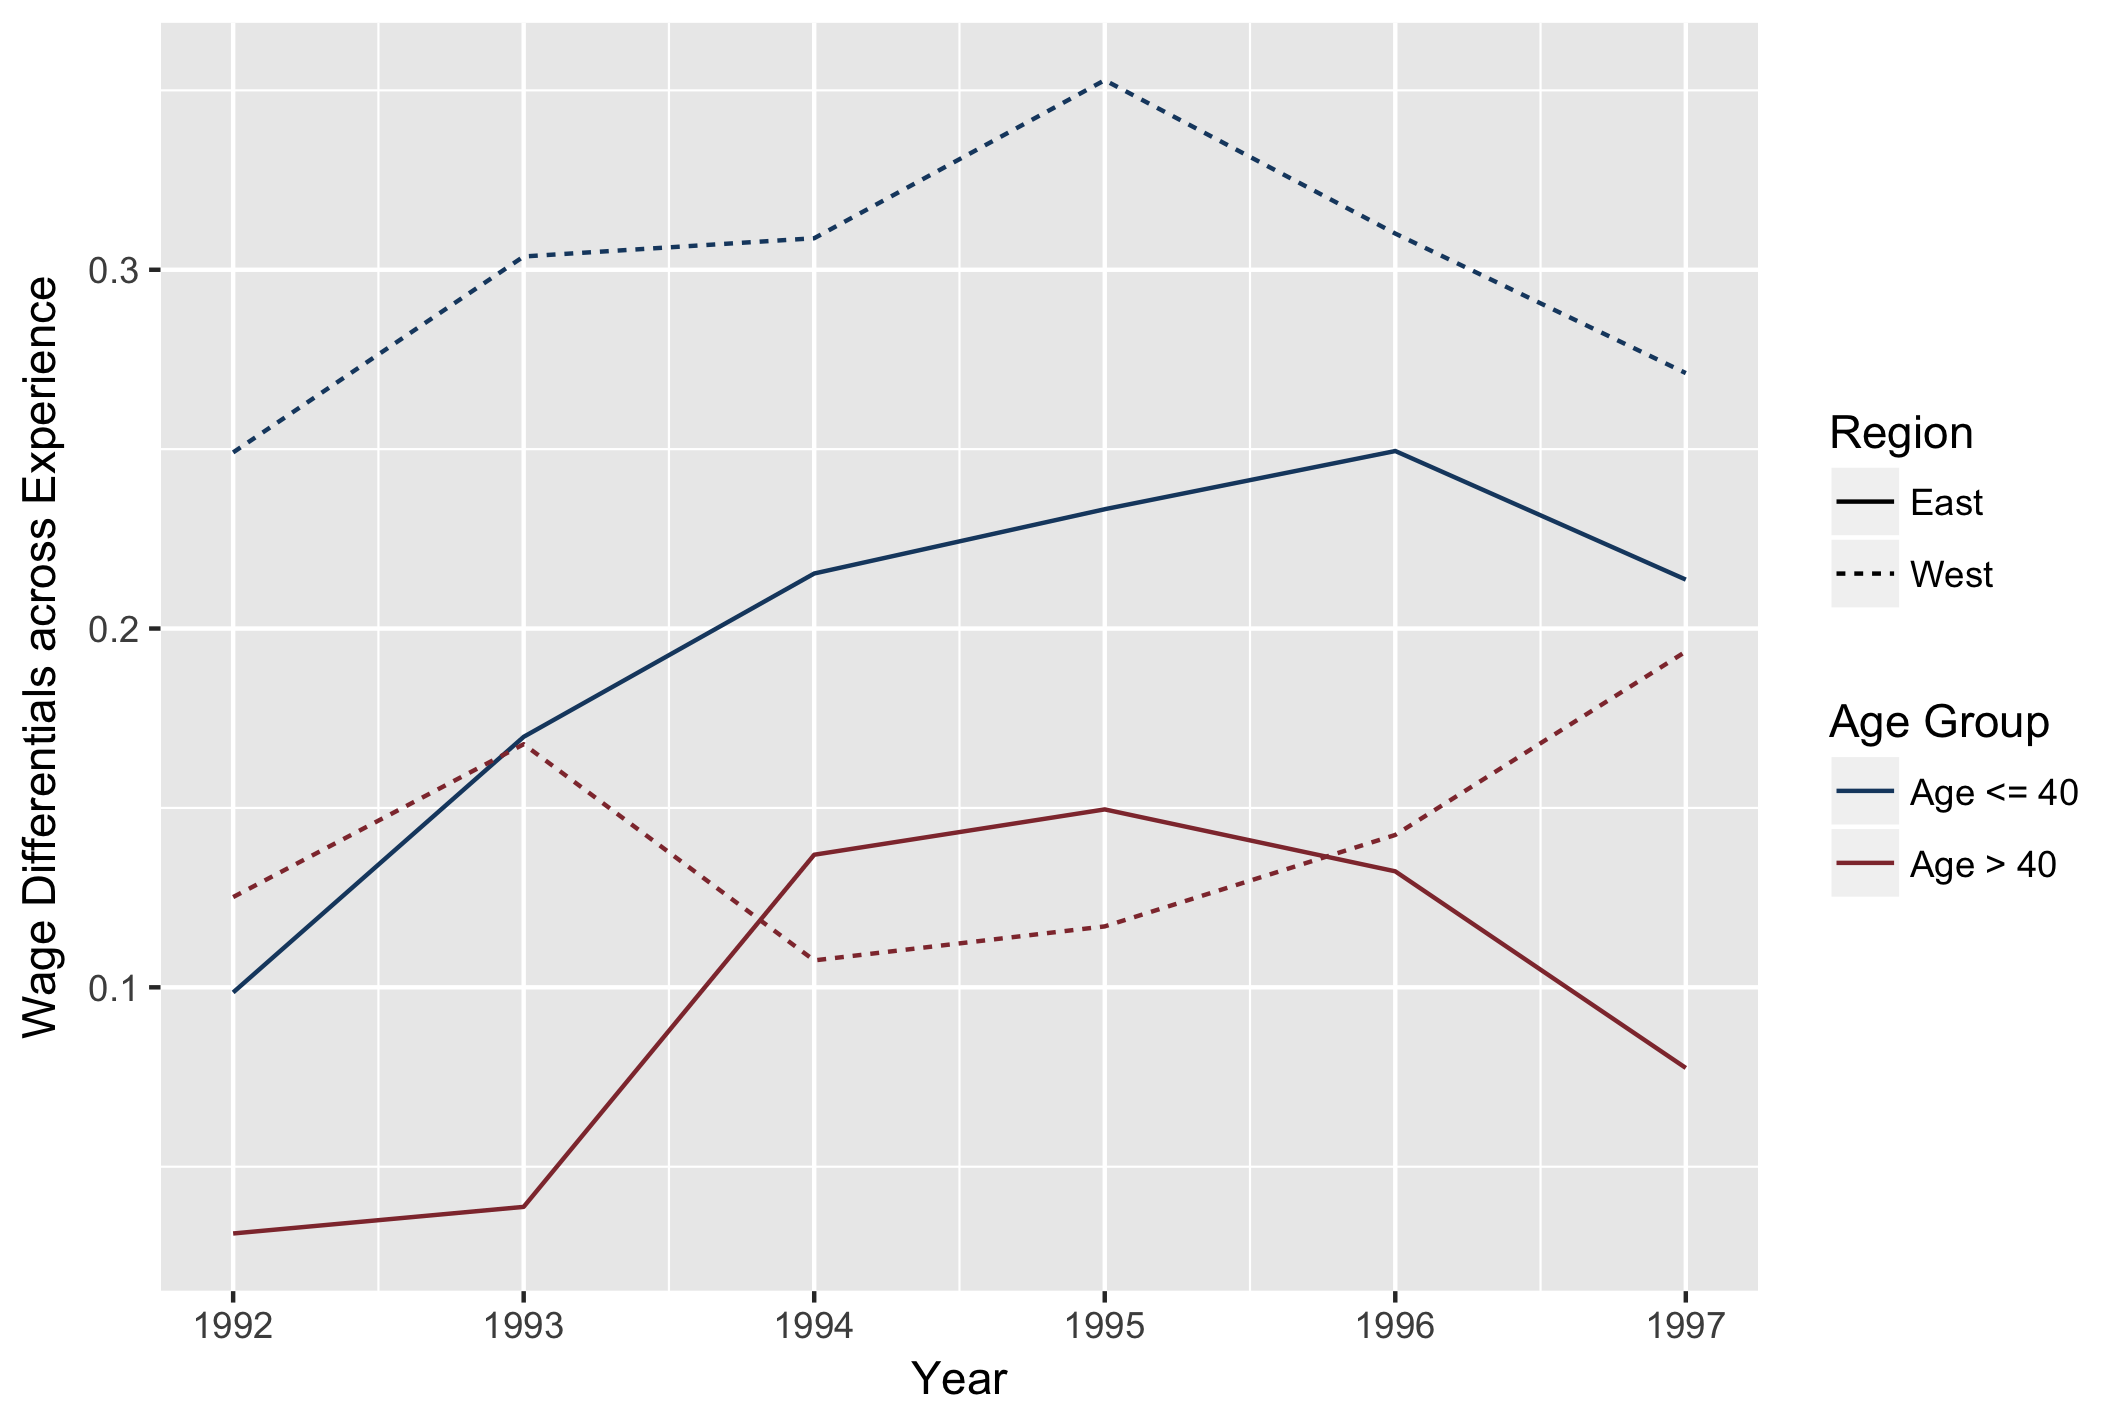 Wage Differentials across Experience
0.3
0.2
0.1
1992 1993 1994 1995 1996 1997
Year
Region
East
West
Age Group
Age <= 40
Age > 40